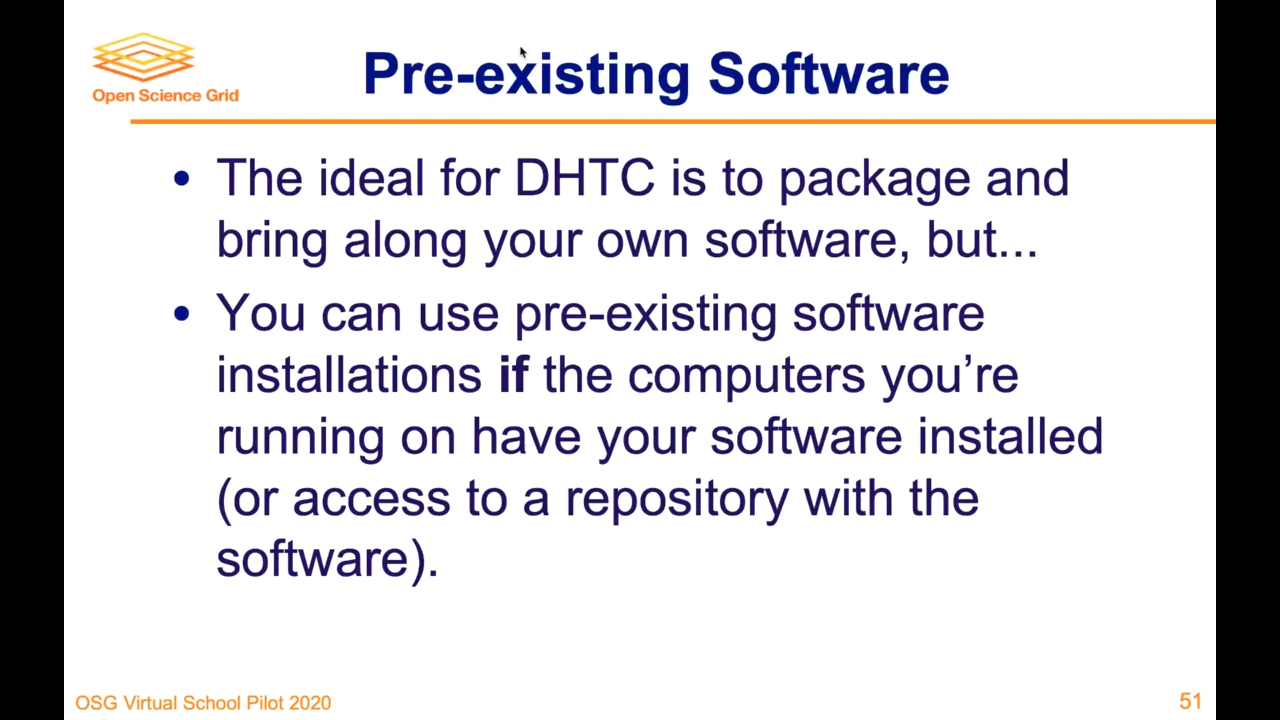 Pre-existing Software
Open Science Grid
• The ideal for DHTC is to package and
bring along your own software, but...
• You can use pre-existing software
installations if the computers you’re
running on have your software installed
(or access to a repository with the
software).
OSG Virtual School Pilot 2020
51